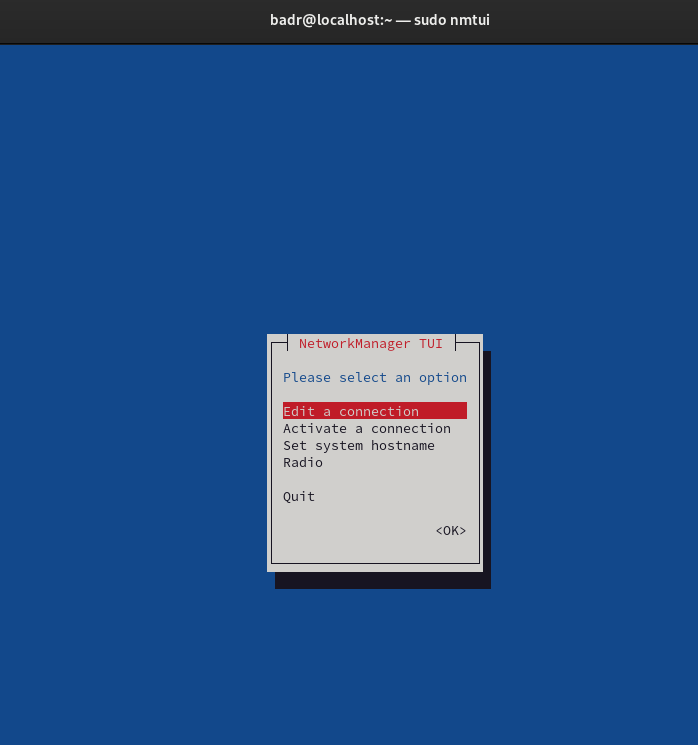 badr@localhost:~ — sudo nmtui
NetworkManager TUI
Please select an option
Edit a connection
Activate a connection
Set system hostname
Radio
Quit
<OK>